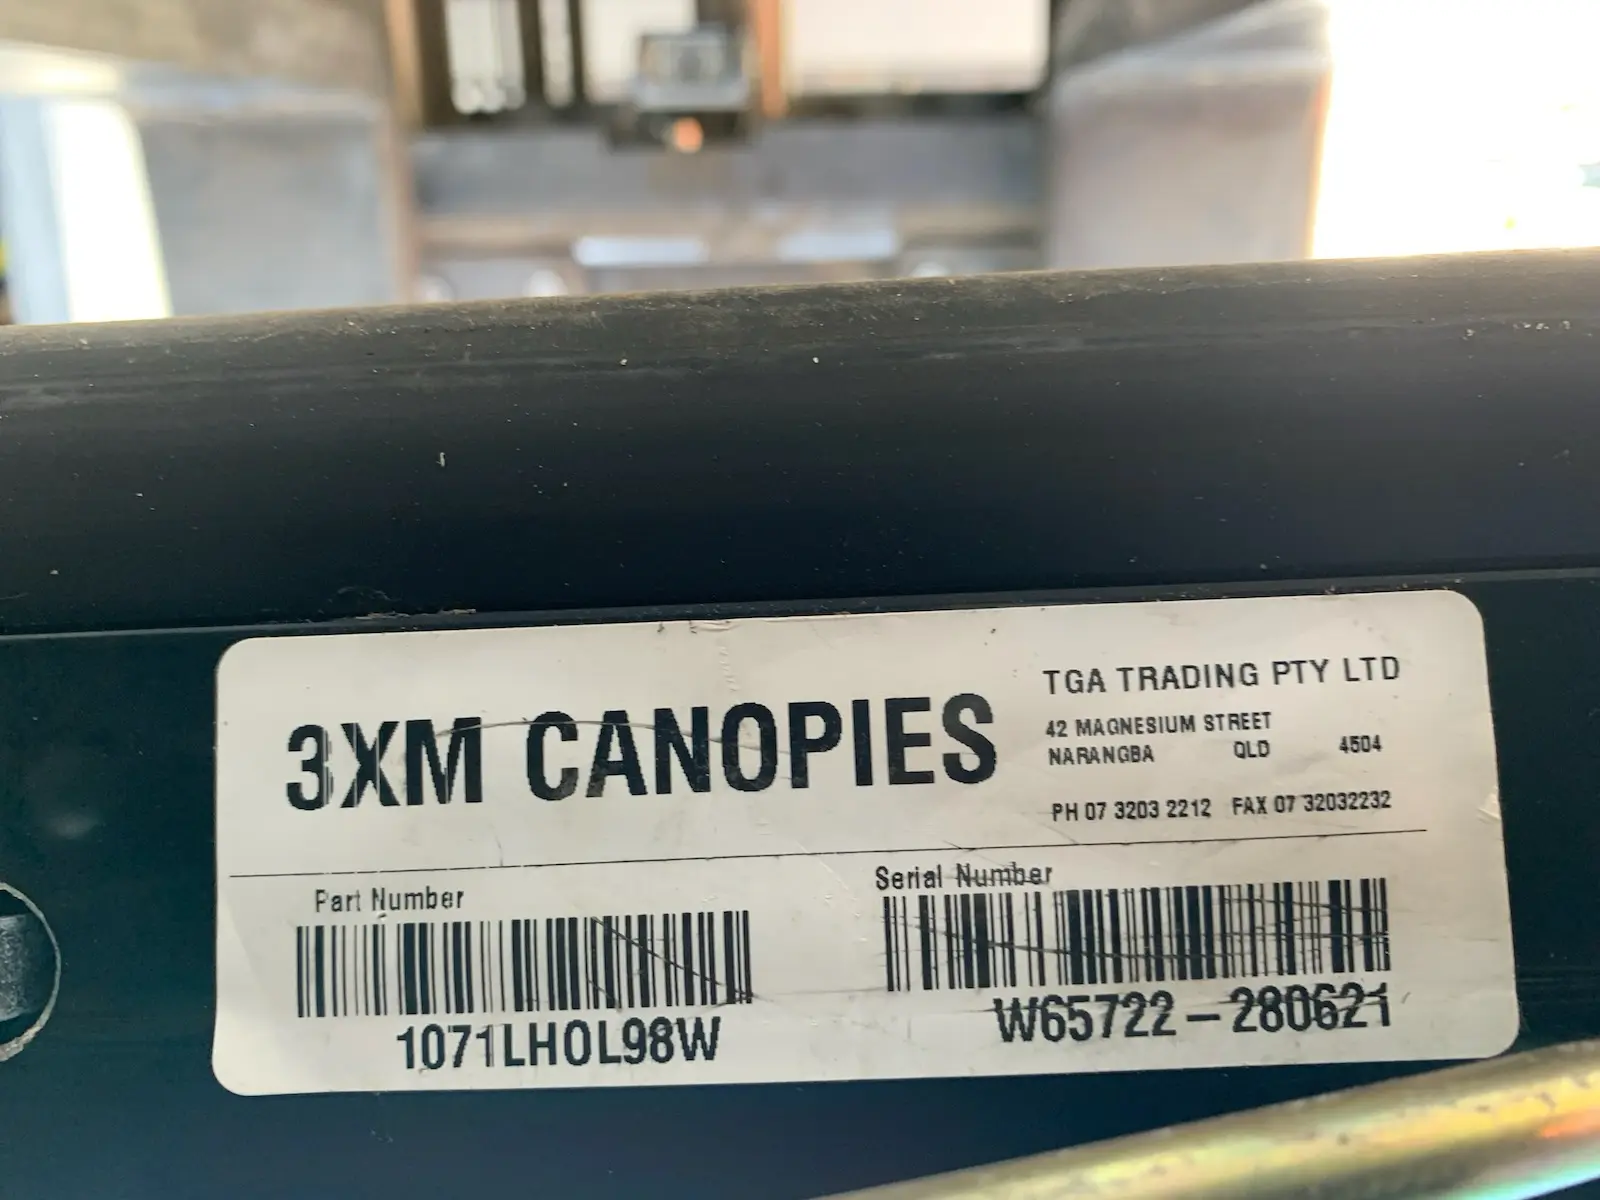 3XM CANOPIES
TGA TRADING PTY LTD
42 MAGNESIUM STREET
NARANGBA QLD 4504
PH 07 3203 2212 FAX 07 32032232
Part Number
1071LHOL98W
Serial Number
W65722-280621